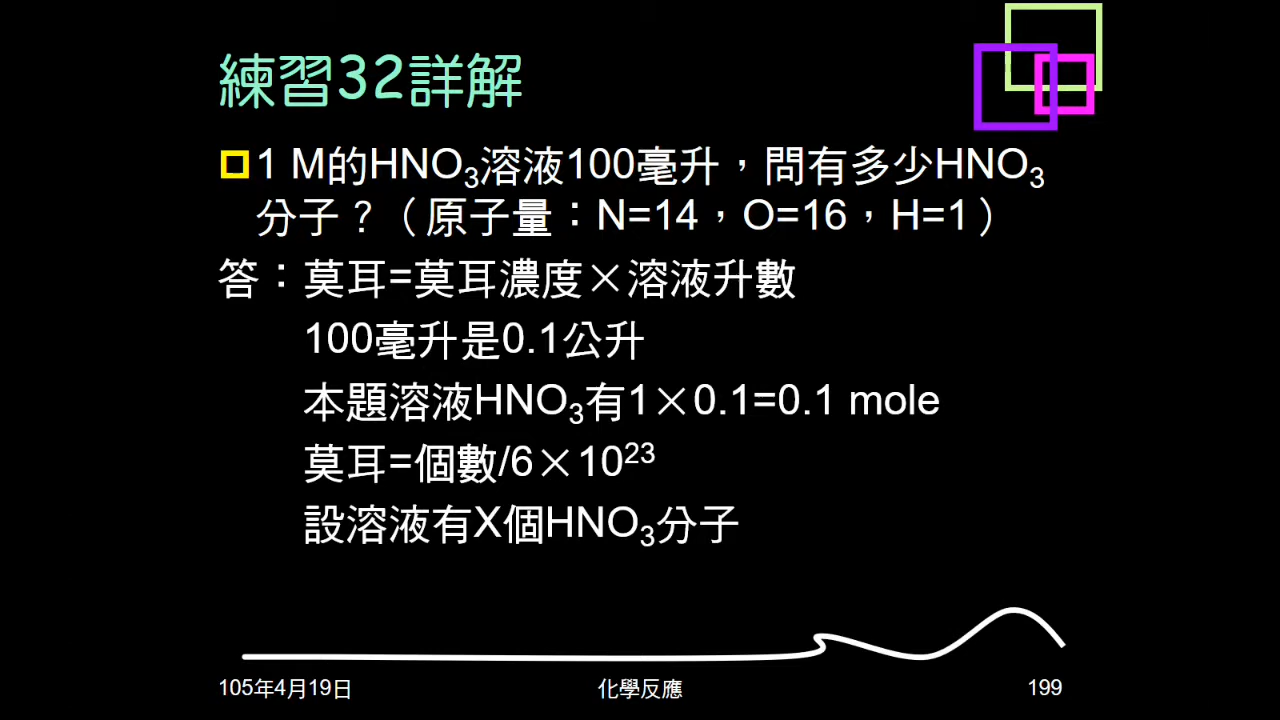 練習32詳解
1 M的HNO₃溶液100毫升，問有多少HNO₃
分子？（原子量：N=14，O=16，H=1）
答：莫耳=莫耳濃度×溶液升數
100毫升是0.1公升
本題溶液HNO₃有1×0.1=0.1 mole
莫耳=個數/6×10²³
設溶液有X個HNO₃分子
105年4月19日
化學反應
199